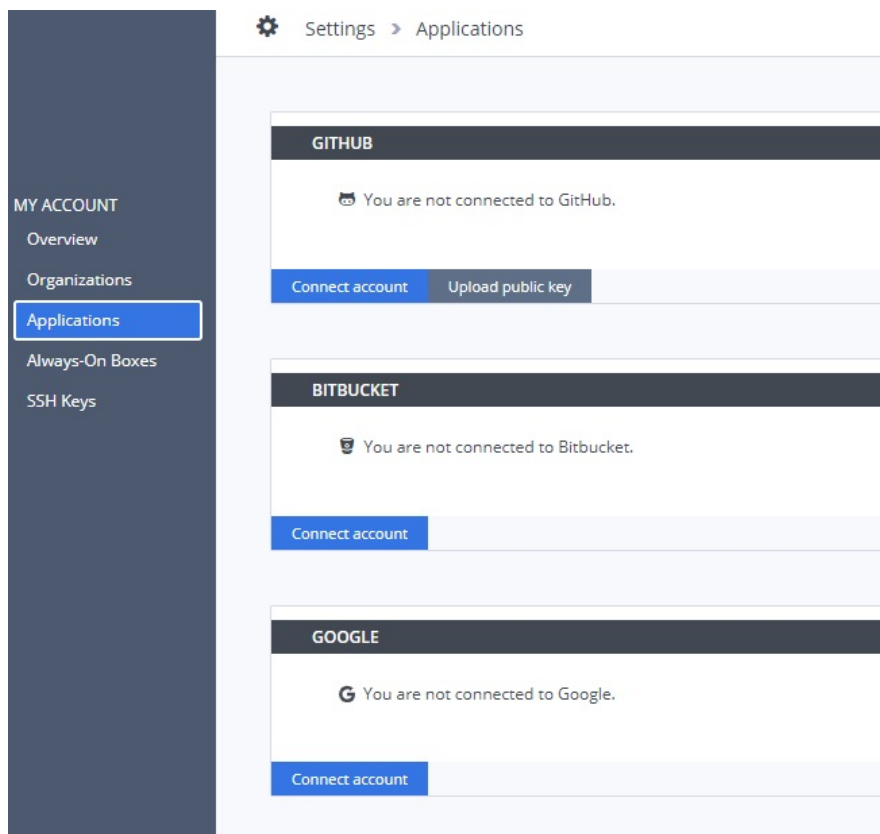 Settings > Applications
MY ACCOUNT
Overview
Organizations
Applications
Always-On Boxes
SSH Keys
GITHUB
You are not connected to GitHub.
Connect account Upload public key
BITBUCKET
You are not connected to Bitbucket.
Connect account
GOOGLE
You are not connected to Google.
Connect account